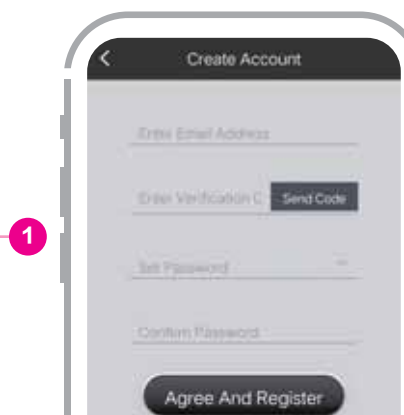 Create Account
Enter Email Address
Enter Verification C
Send Code
1
Set Password
Confirm Password
Agree And Register